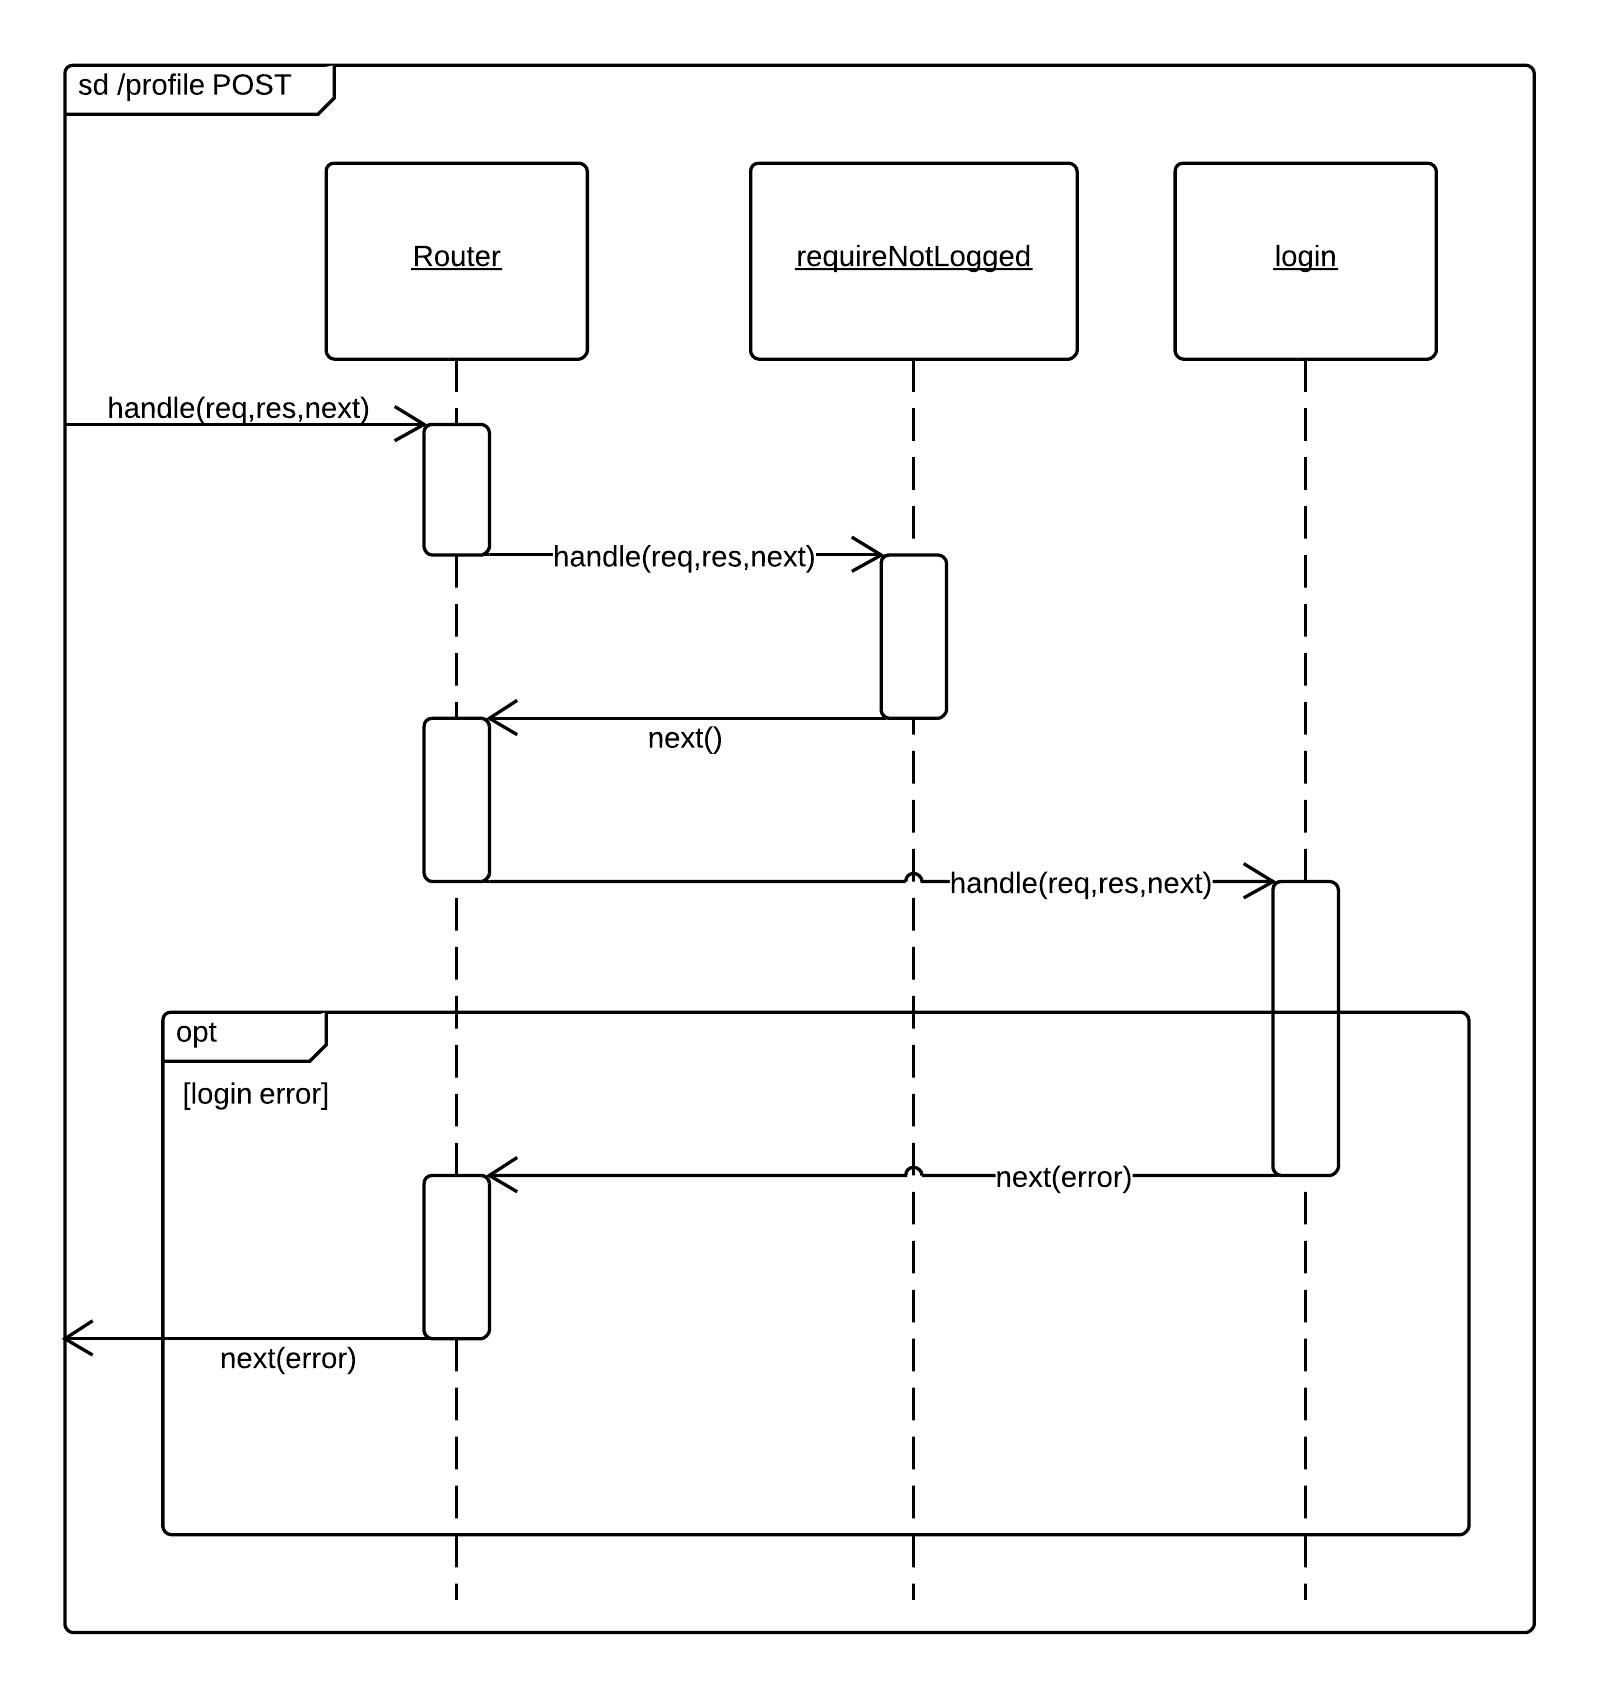 sd /profile POST
Router
requireNotLogged
login
handle(req,res,next)
handle(req,res,next)
next()
handle(req,res,next)
opt
[login error]
next(error)
next(error)